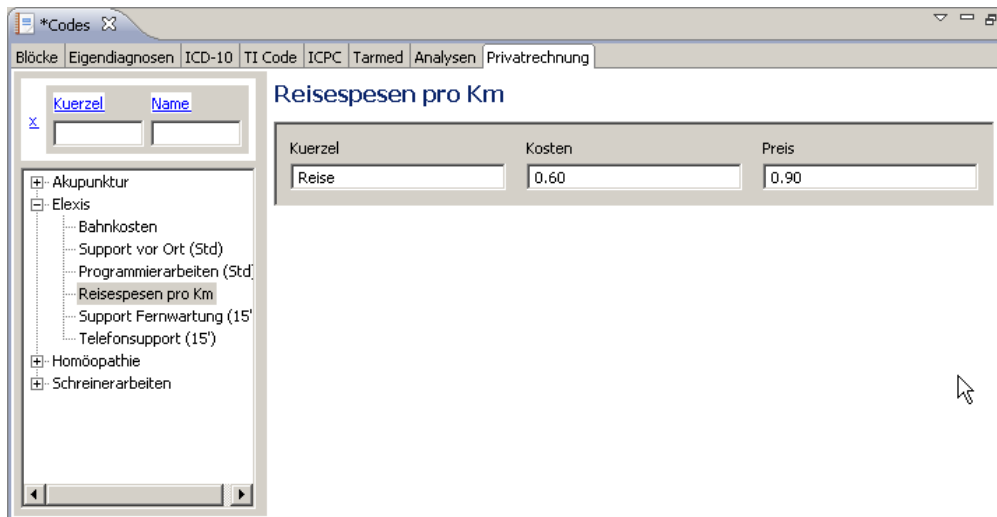 *Codes
Blöcke Eigendiagnosen ICD-10 TI Code ICPC Tarmed Analysen Privatrechnung
x Kuerzel Name
Reisespesen pro Km
Kuerzel Kosten Preis
Reise 0.60 0.90
Akupunktur
Elexis
Bahnkosten
Support vor Ort (Std)
Programmierarbeiten (Std
Reisespesen pro Km
Support Fernwartung (15'
Telefonsupport (15')
Homöopathie
Schreinerarbeiten